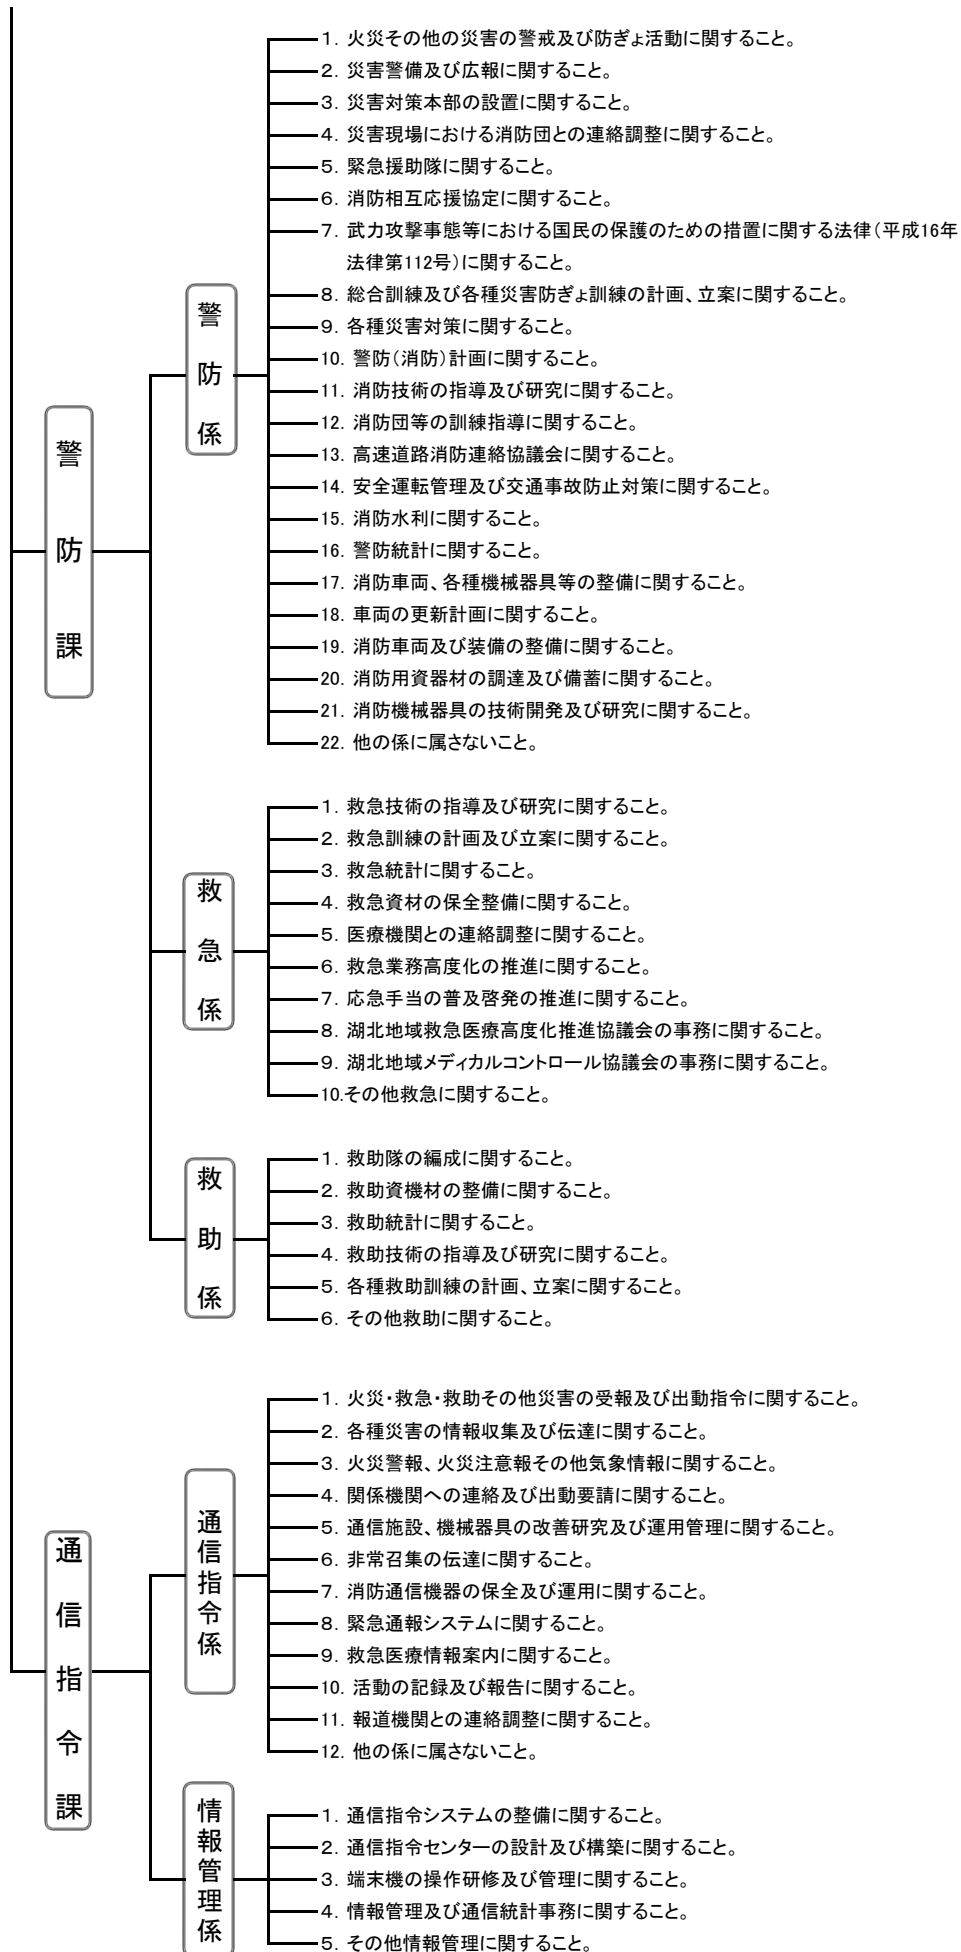 警防課
警防係
1. 火災その他の災害の警戒及び防ぎょ活動に関すること。
2. 災害警備及び広報に関すること。
3. 災害対策本部の設置に関すること。
4. 災害現場における消防団との連絡調整に関すること。
5. 緊急援助隊に関すること。
6. 消防相互応援協定に関すること。
7. 武力攻撃事態等における国民の保護のための措置に関する法律(平成16年
法律第112号)に関すること。
8. 総合訓練及び各種災害防ぎょ訓練の計画、立案に関すること。
9. 各種災害対策に関すること。
10. 警防(消防)計画に関すること。
11. 消防技術の指導及び研究に関すること。
12. 消防団等の訓練指導に関すること。
13. 高速道路消防連絡協議会に関すること。
14. 安全運転管理及び交通事故防止対策に関すること。
15. 消防水利に関すること。
16. 警防統計に関すること。
17. 消防車両、各種機械器具等の整備に関すること。
18. 車両の更新計画に関すること。
19. 消防車両及び装備の整備に関すること。
20. 消防用資器材の調達及び備蓄に関すること。
21. 消防機械器具の技術開発及び研究に関すること。
22. 他の係に属さないこと。
救急係
1. 救急技術の指導及び研究に関すること。
2. 救急訓練の計画及び立案に関すること。
3. 救急統計に関すること。
4. 救急資材の保全整備に関すること。
5. 医療機関との連絡調整に関すること。
6. 救急業務高度化の推進に関すること。
7. 応急手当の普及啓発の推進に関すること。
8. 湖北地域救急医療高度化推進協議会の事務に関すること。
9. 湖北地域メディカルコントロール協議会の事務に関すること。
10.その他救急に関すること。
救助係
1. 救助隊の編成に関すること。
2. 救助資機材の整備に関すること。
3. 救助統計に関すること。
4. 救助技術の指導及び研究に関すること。
5. 各種救助訓練の計画、立案に関すること。
6. その他救助に関すること。
通信指令課
通信指令係
1. 火災・救急・救助その他災害の受報及び出動指令に関すること。
2. 各種災害の情報収集及び伝達に関すること。
3. 火災警報、火災注意報その他気象情報に関すること。
4. 関係機関への連絡及び出動要請に関すること。
5. 通信施設、機械器具の改善研究及び運用管理に関すること。
6. 非常召集の伝達に関すること。
7. 消防通信機器の保全及び運用に関すること。
8. 緊急通報システムに関すること。
9. 救急医療情報案内に関すること。
10. 活動の記録及び報告に関すること。
11. 報道機関との連絡調整に関すること。
12. 他の係に属さないこと。
情報管理係
1. 通信指令システムの整備に関すること。
2. 通信指令センターの設計及び構築に関すること。
3. 端末機の操作研修及び管理に関すること。
4. 情報管理及び通信統計事務に関すること。
5. その他情報管理に関すること。